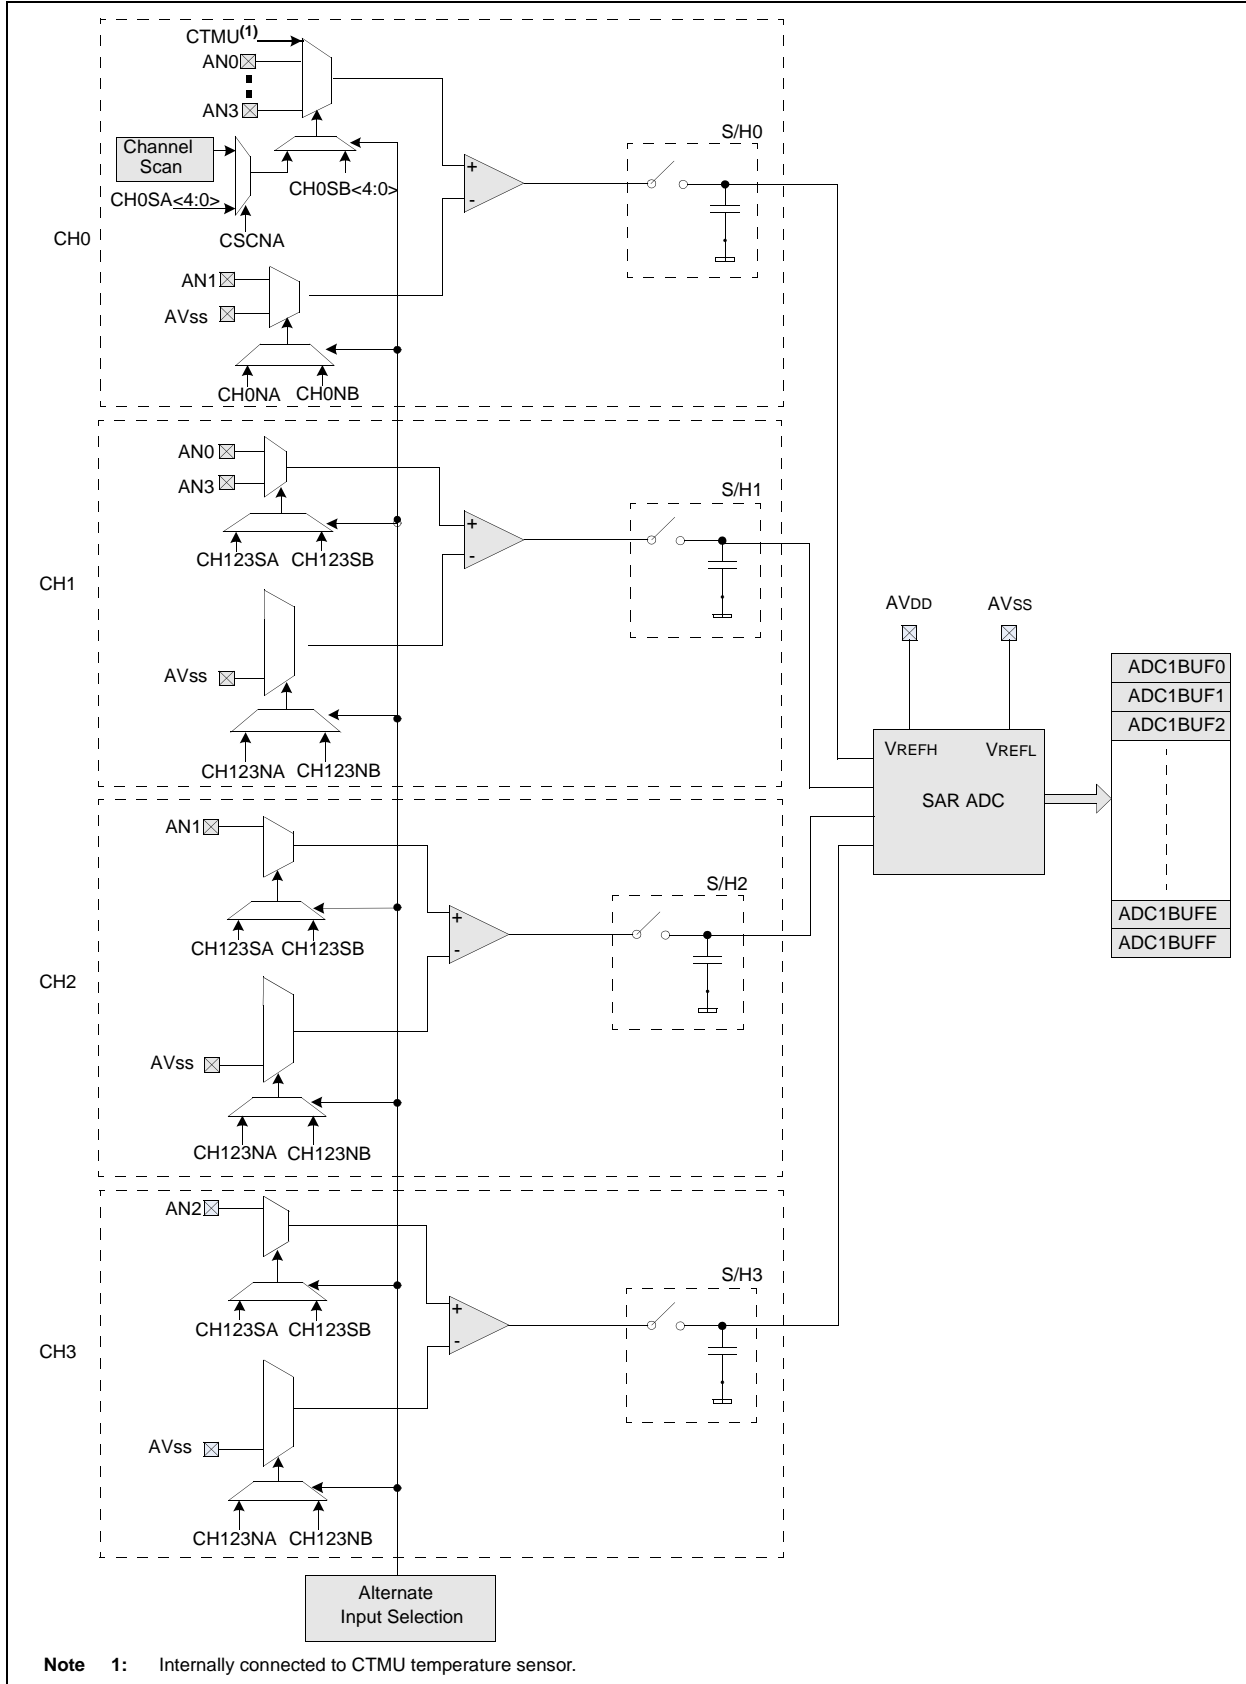 CTMU(1)
AN0
AN3
Channel
Scan
CH0SA<4:0>
CH0SB<4:0>
CSCNA
CH0
+
-
S/H0
AN1
AVss
CH0NA CH0NB
AN0
AN3
CH123SA CH123SB
CH1
+
-
S/H1
AVss
CH123NA CH123NB
AVDD AVSS
VREFH VREFL
SAR ADC
ADC1BUF0
ADC1BUF1
ADC1BUF2
ADC1BUFE
ADC1BUFF
AN1
CH123SA CH123SB
CH2
+
-
S/H2
AVss
CH123NA CH123NB
AN2
CH123SA CH123SB
CH3
+
-
S/H3
AVss
CH123NA CH123NB
Alternate
Input Selection
Note 1: Internally connected to CTMU temperature sensor.